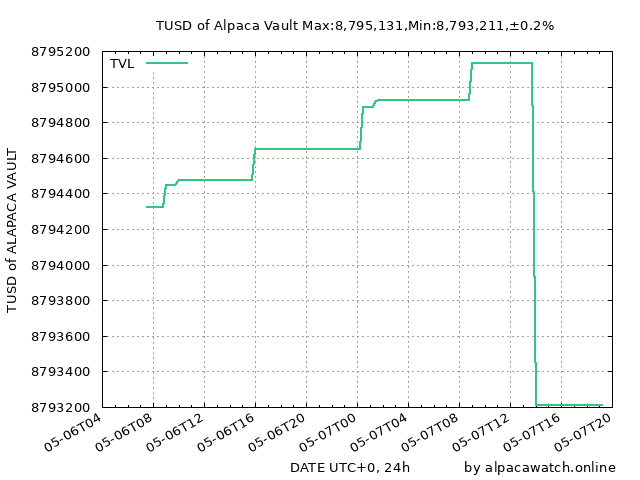 TUSD of Alpaca Vault Max:8,795,131,Min:8,793,211,±0.2%
TVL
8795200
8795000
8794800
8794600
8794400
8794200
8794000
8793800
8793600
8793400
8793200
TUSD of ALAPACA VAULT
05-06T04
05-06T08
05-06T12
05-06T16
05-06T20
05-07T00
05-07T04
05-07T08
05-07T12
05-07T16
05-07T20
DATE UTC+0, 24h
by alpacawatch.online